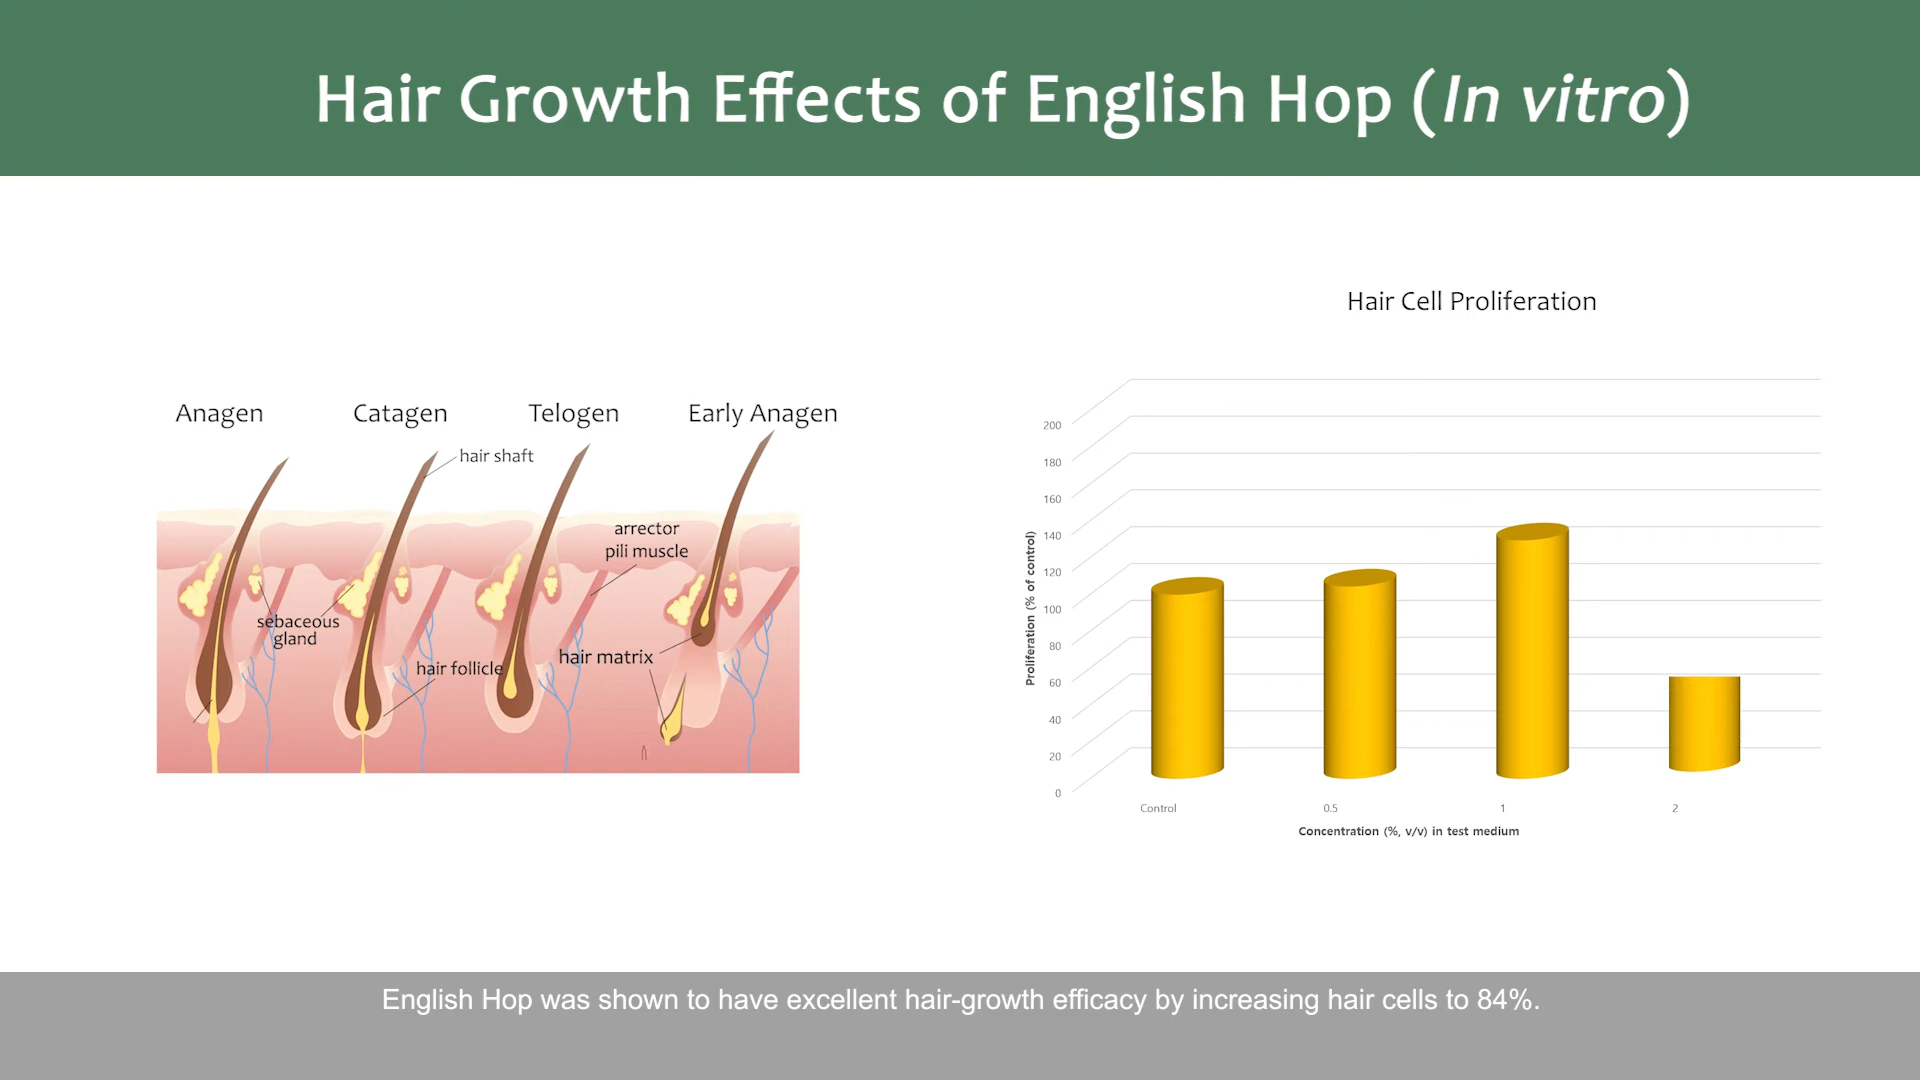 Hair Growth Effects of English Hop (In vitro)
Anagen
Catagen
Telogen
Early Anagen
hair shaft
arrector
pili muscle
sebaceous
gland
hair follicle
hair matrix
Hair Cell Proliferation
Proliferation (% of control)
200
180
160
140
120
100
80
60
40
20
0
Control
0.5
1
2
Concentration (%, v/v) in test medium
English Hop was shown to have excellent hair-growth efficacy by increasing hair cells to 84%.